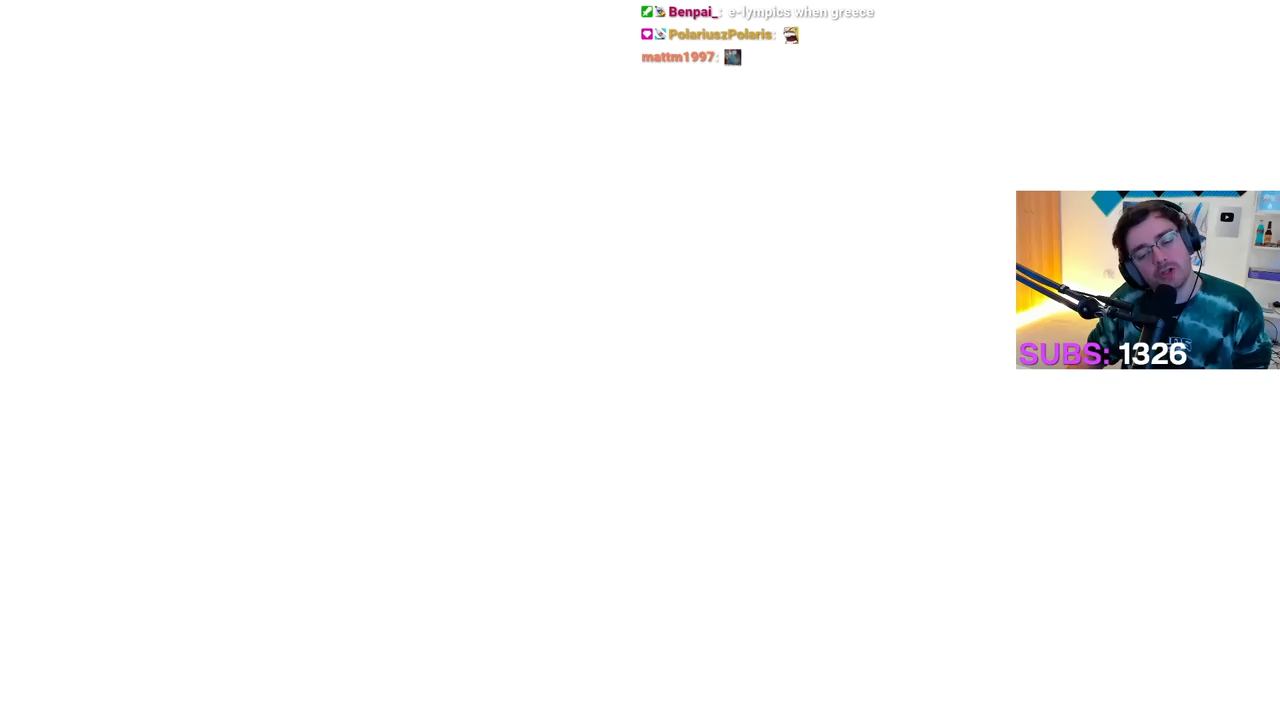 Benpai_: e-lympics when greece
PolariuszPolaris:
mattm1997:
SUBS: 1326